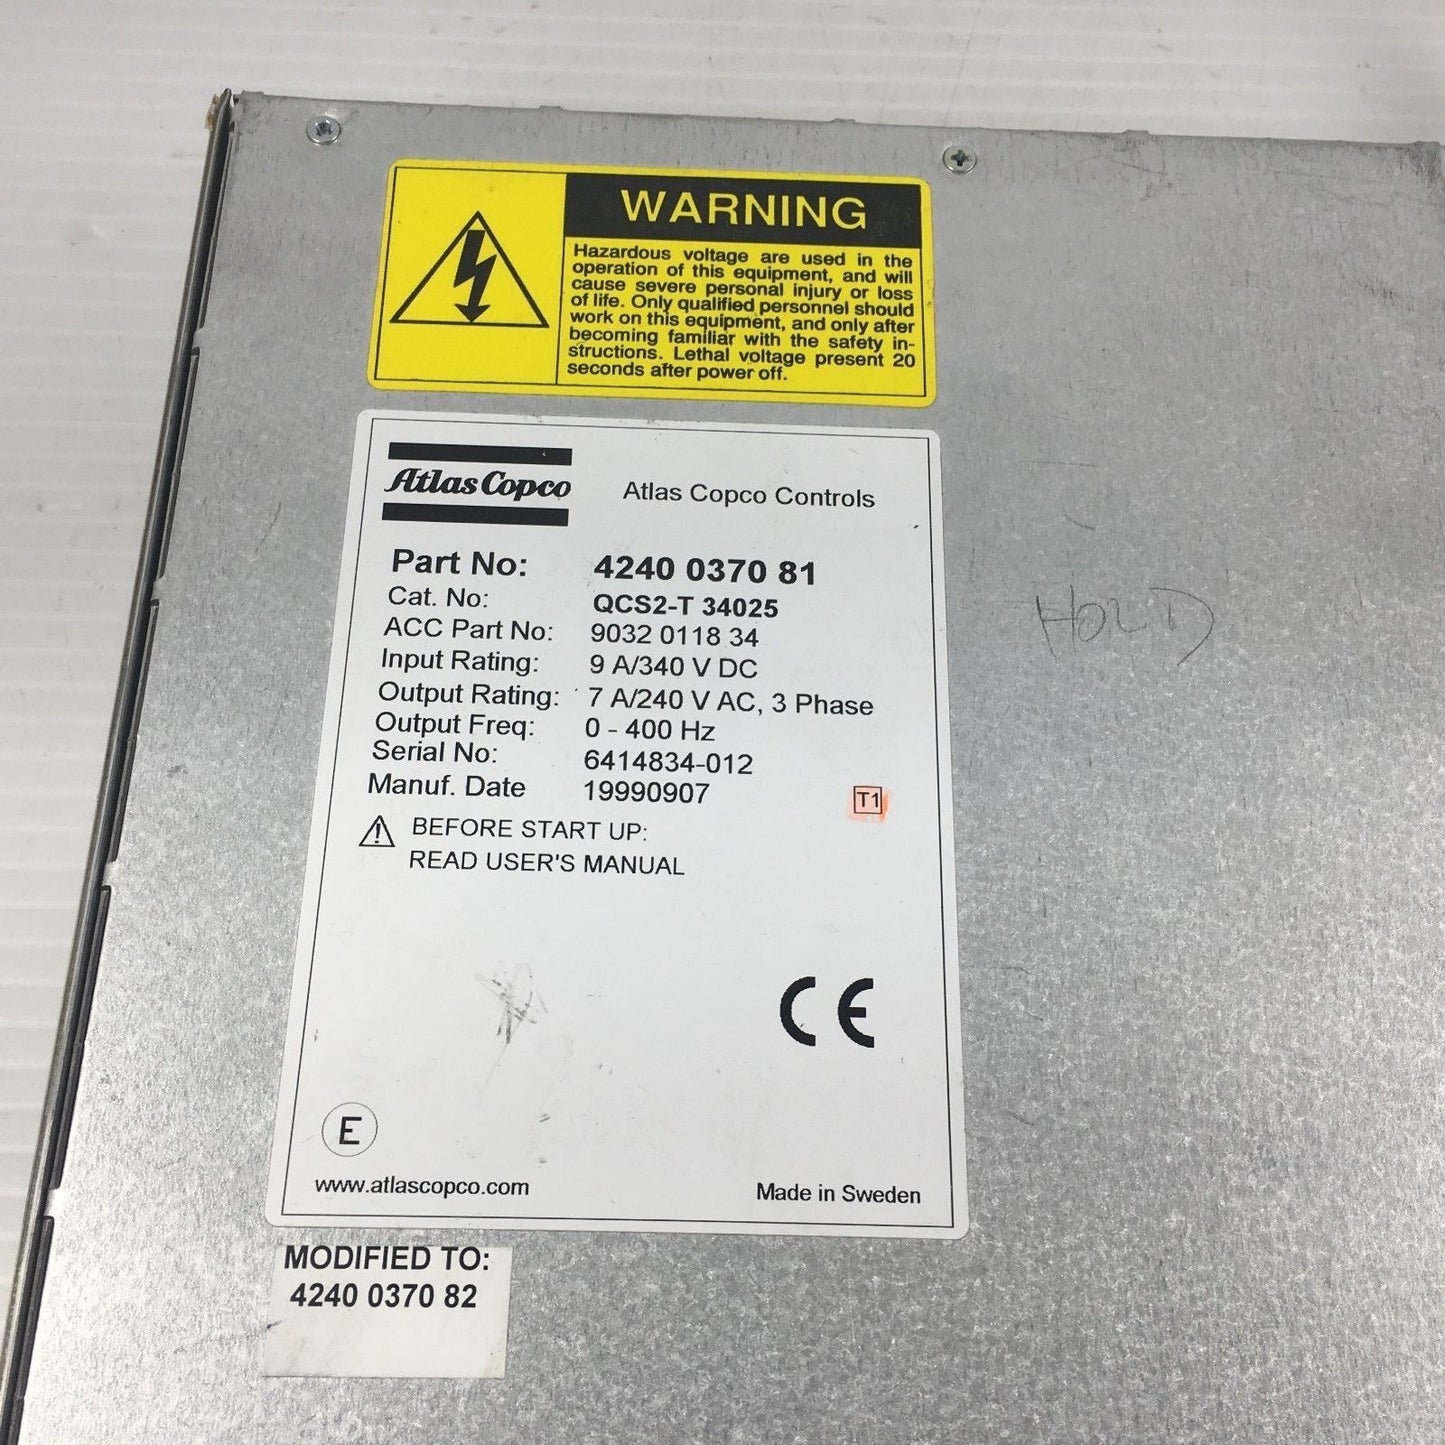 WARNING
Hazardous voltage are used in the
operation of this equipment, and will
cause severe personal injury or loss
of life. Only qualified personnel should
work on this equipment, and only after
becoming familiar with the safety in-
structions. Lethal voltage present 20
seconds after power off.
Atlas Copco
Atlas Copco Controls
Part No: 4240 0370 81
Cat. No: QCS2-T 34025
ACC Part No: 9032 0118 34
Input Rating: 9 A/340 V DC
Output Rating: 7 A/240 V AC, 3 Phase
Output Freq: 0 - 400 Hz
Serial No: 6414834-012
Manuf. Date 19990907
T1
BEFORE START UP:
READ USER'S MANUAL
CE
E
www.atlascopco.com
Made in Sweden
MODIFIED TO:
4240 0370 82
HOLD